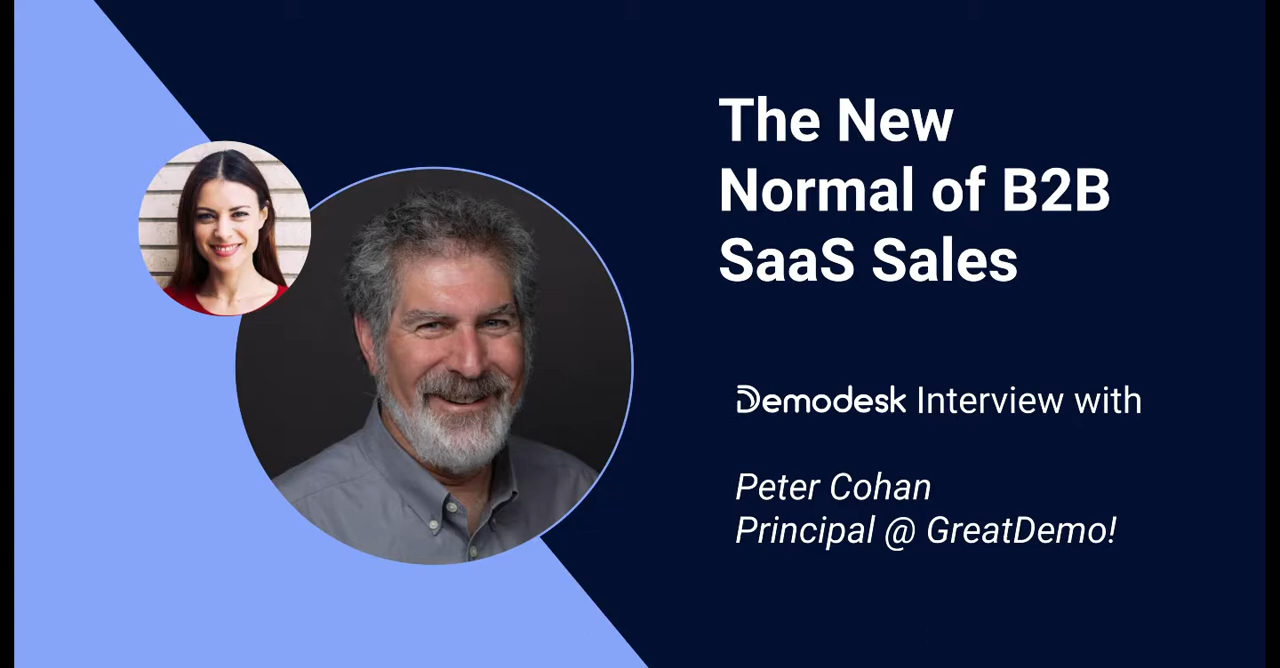 The New
Normal of B2B
SaaS Sales
Demodesk Interview with
Peter Cohan
Principal @ GreatDemo!